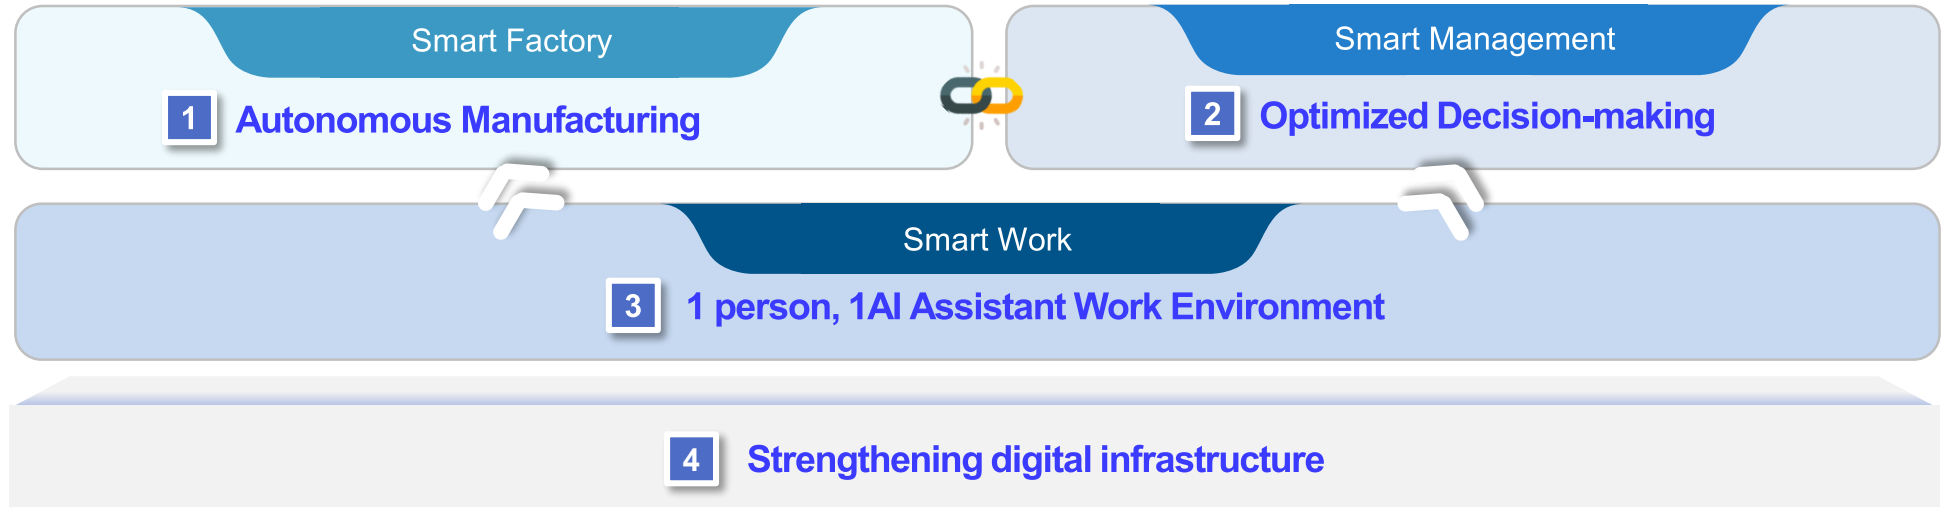 Smart Factory
1 Autonomous Manufacturing
Smart Management
2 Optimized Decision-making
Smart Work
3 1 person, 1AI Assistant Work Environment
4 Strengthening digital infrastructure